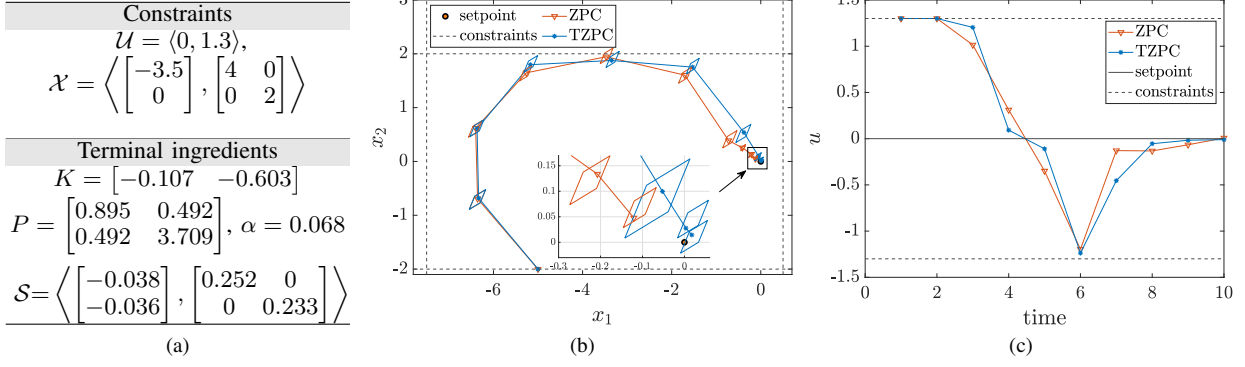 Constraints
𝒰 = ⟨0, 1.3⟩,
𝒳 = ⟨[−3.5 0], [4 0 0 2]⟩
Terminal ingredients
K = [−0.107 −0.603]
P = [0.895 0.492 0.492 3.709], α = 0.068
𝒮 = ⟨[−0.038 −0.036], [0.252 0 0 0.233]⟩
(a)
setpoint
constraints
ZPC
TZPC
3
2
1
0
-1
-2
x₂
0.15
0.1
0.05
0
-0.3
-0.2
-0.1
0
-6
-4
-2
0
x₁
(b)
ZPC
TZPC
setpoint
constraints
1.5
1
0.5
0
-0.5
-1
-1.5
u
0
2
4
6
8
10
time
(c)